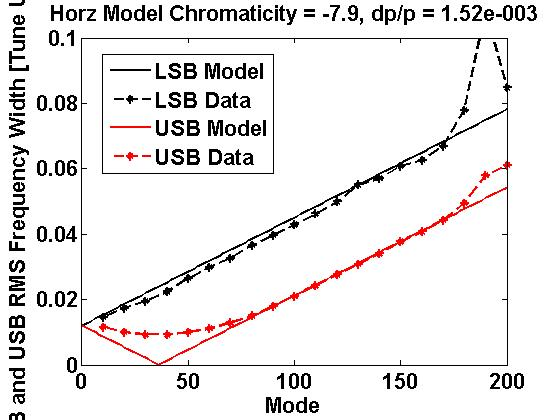 Horz Model Chromaticity = -7.9, dp/p = 1.52e-003
and USB RMS Frequency Width [Tune
0.1
0.08
0.06
0.04
0.02
0
LSB Model
LSB Data
USB Model
USB Data
0
50
100
150
200
Mode